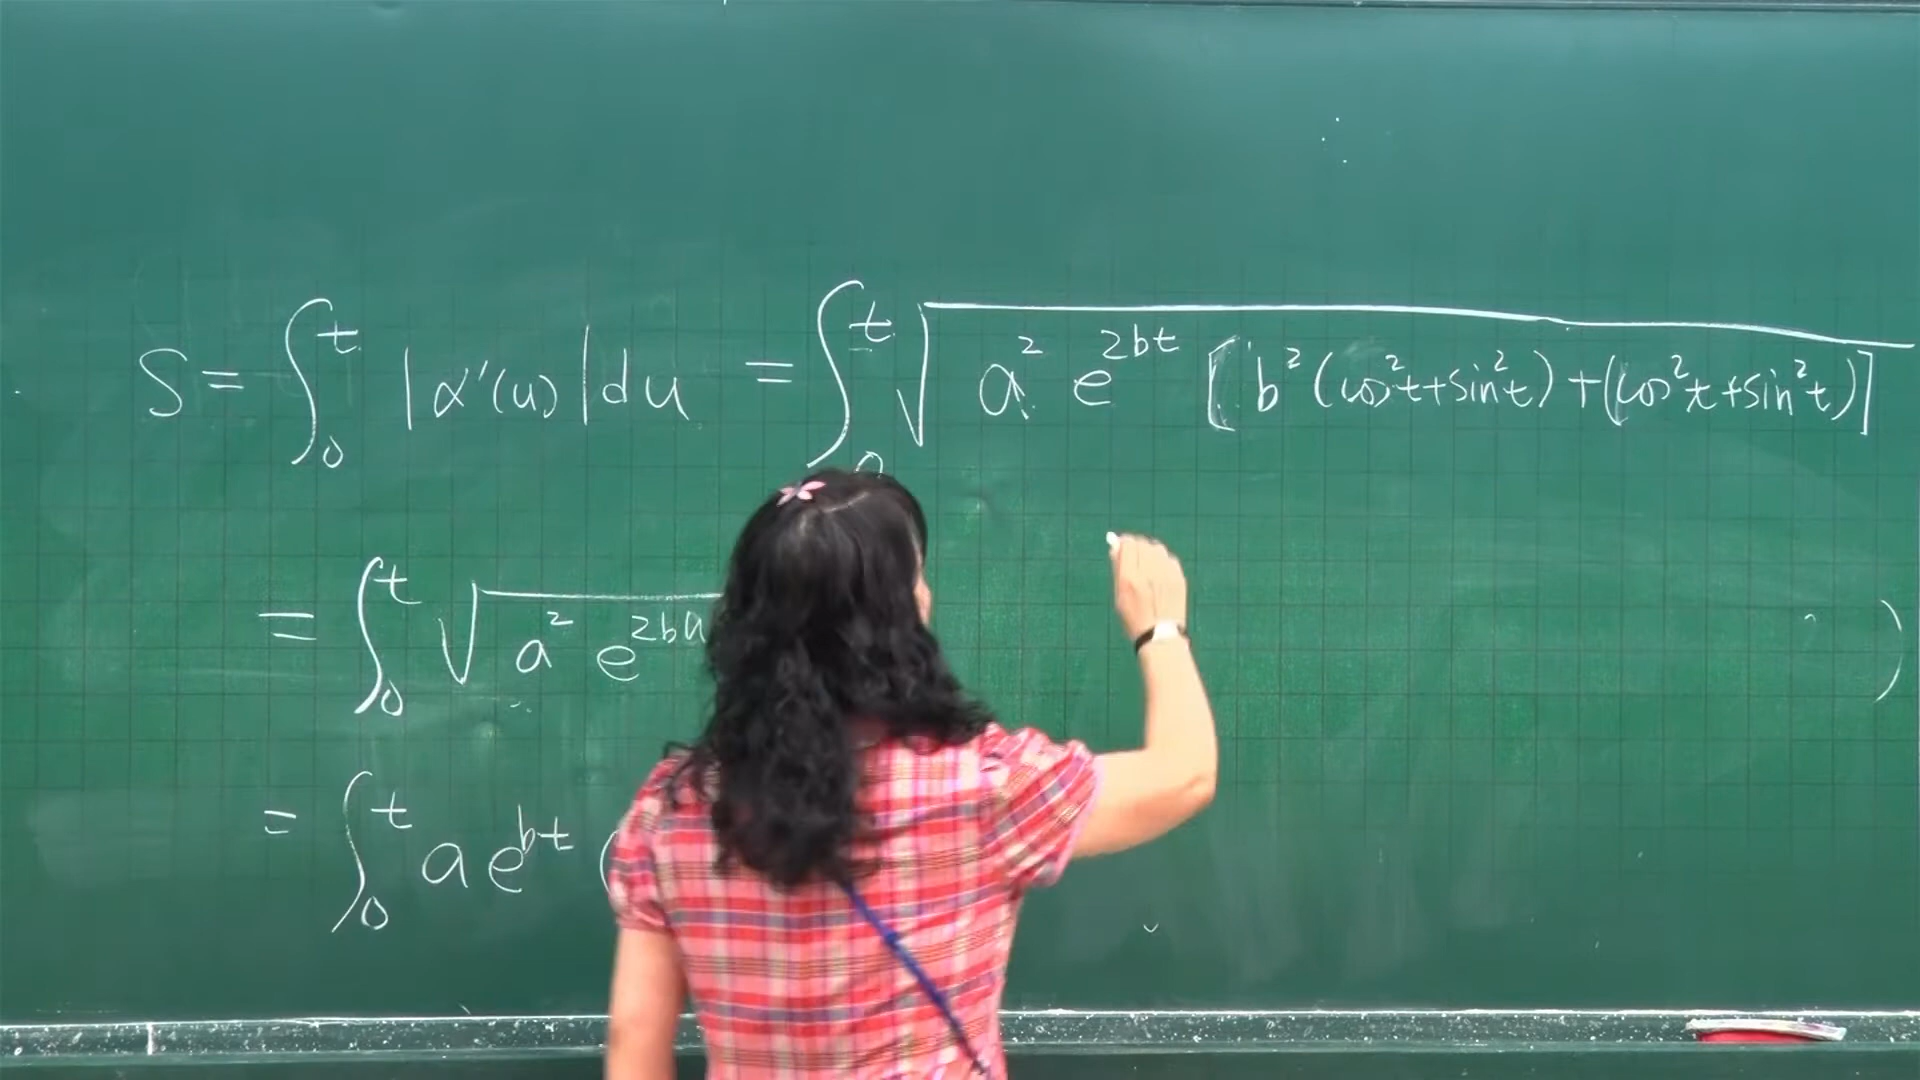 S = ∫₀ᵗ |α'(u)| du = ∫₀ᵗ √(a² e^{2bt} [b²(cos²t+sin²t)+(cos²t+sin²t)])
= ∫₀ᵗ √(a² e^{2bu}
= ∫₀ᵗ a e^{bt} (